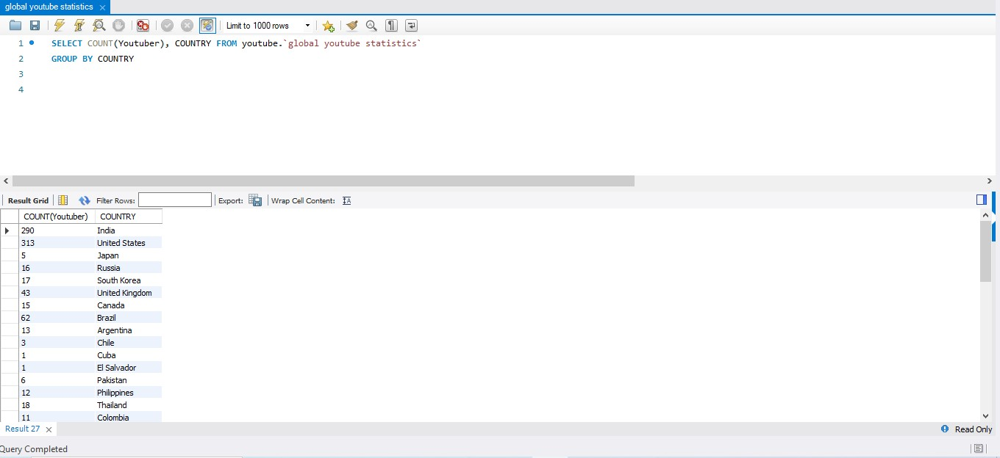 global youtube statistics
Limit to 1000 rows
1 SELECT COUNT(Youtuber), COUNTRY FROM youtube.`global youtube statistics`
2 GROUP BY COUNTRY
3
4
Result Grid Filter Rows: Export: Wrap Cell Content:
COUNT(Youtuber) COUNTRY
290 India
313 United States
5 Japan
16 Russia
17 South Korea
43 United Kingdom
15 Canada
62 Brazil
13 Argentina
3 Chile
1 Cuba
1 El Salvador
6 Pakistan
12 Philippines
18 Thailand
11 Colombia
Result 27 Read Only
Query Completed